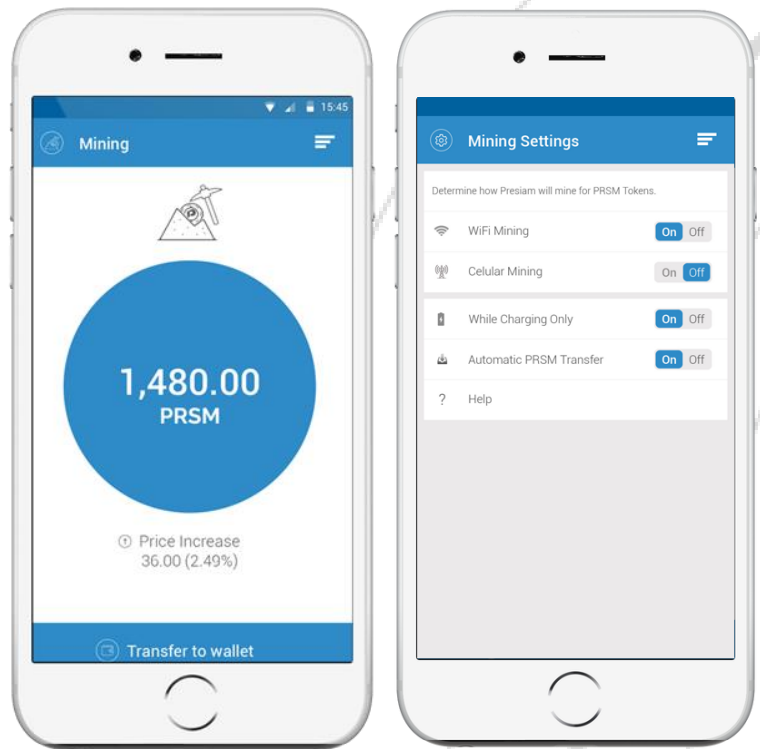 15:45
Mining
1,480.00
PRSM
Price Increase
36.00 (2.49%)
Transfer to wallet
Mining Settings
Determine how Presiam will mine for PRSM Tokens.
WiFi Mining On Off
Celular Mining On Off
While Charging Only On Off
Automatic PRSM Transfer On Off
? Help